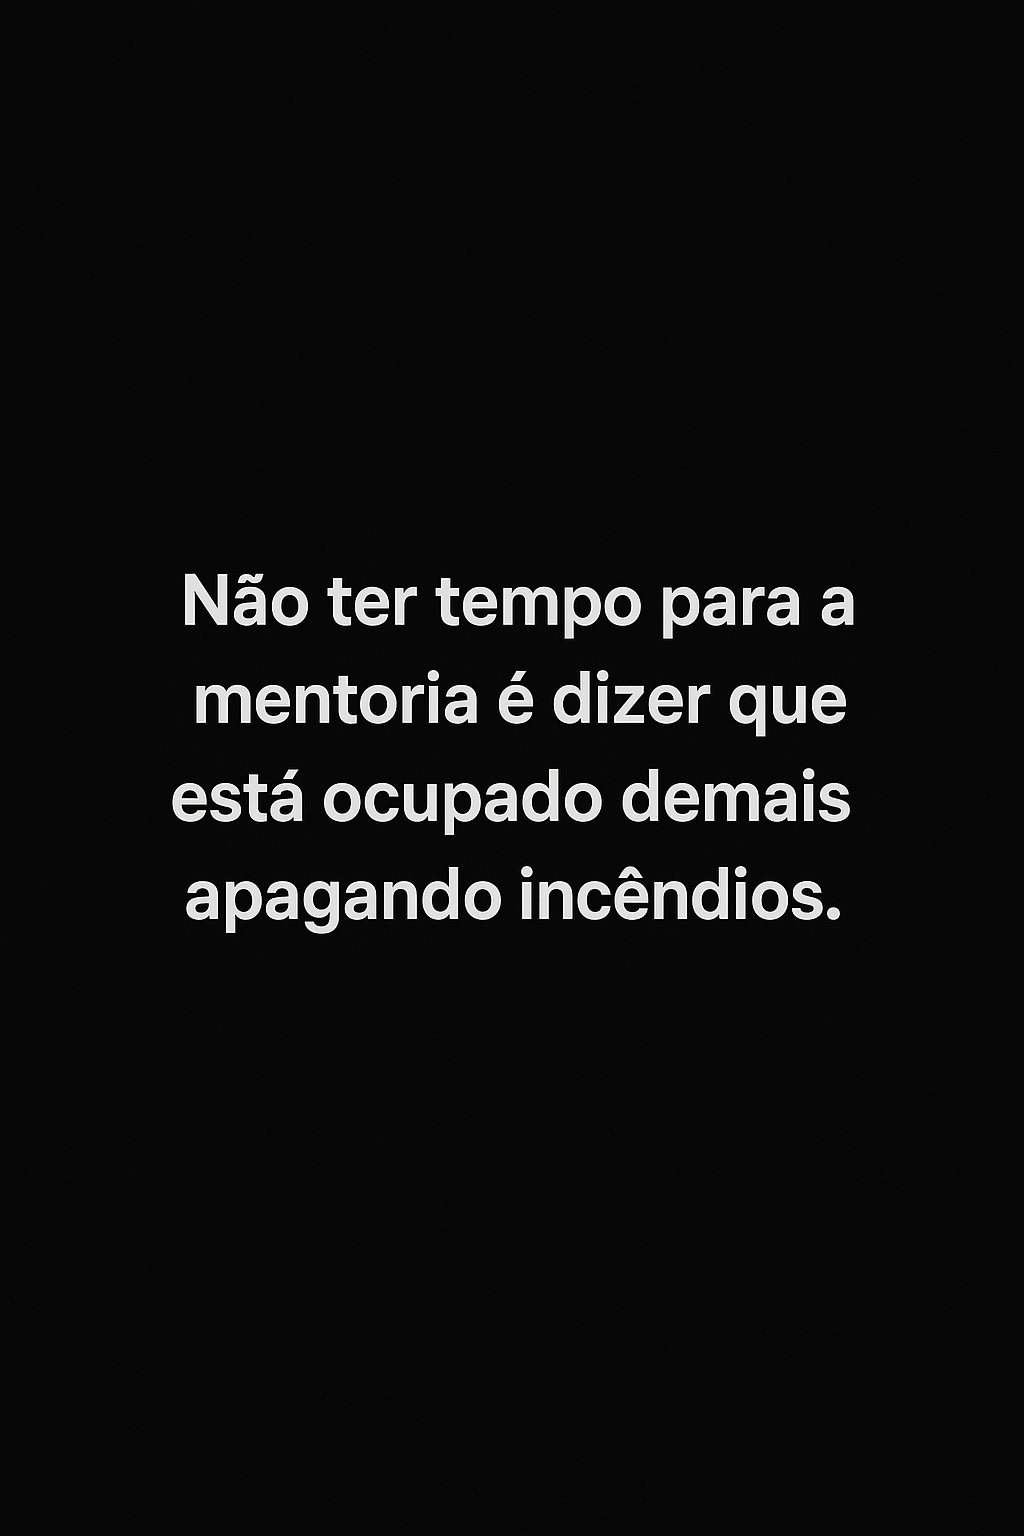 Não ter tempo para a
mentoria é dizer que
está ocupado demais
apagando incêndios.